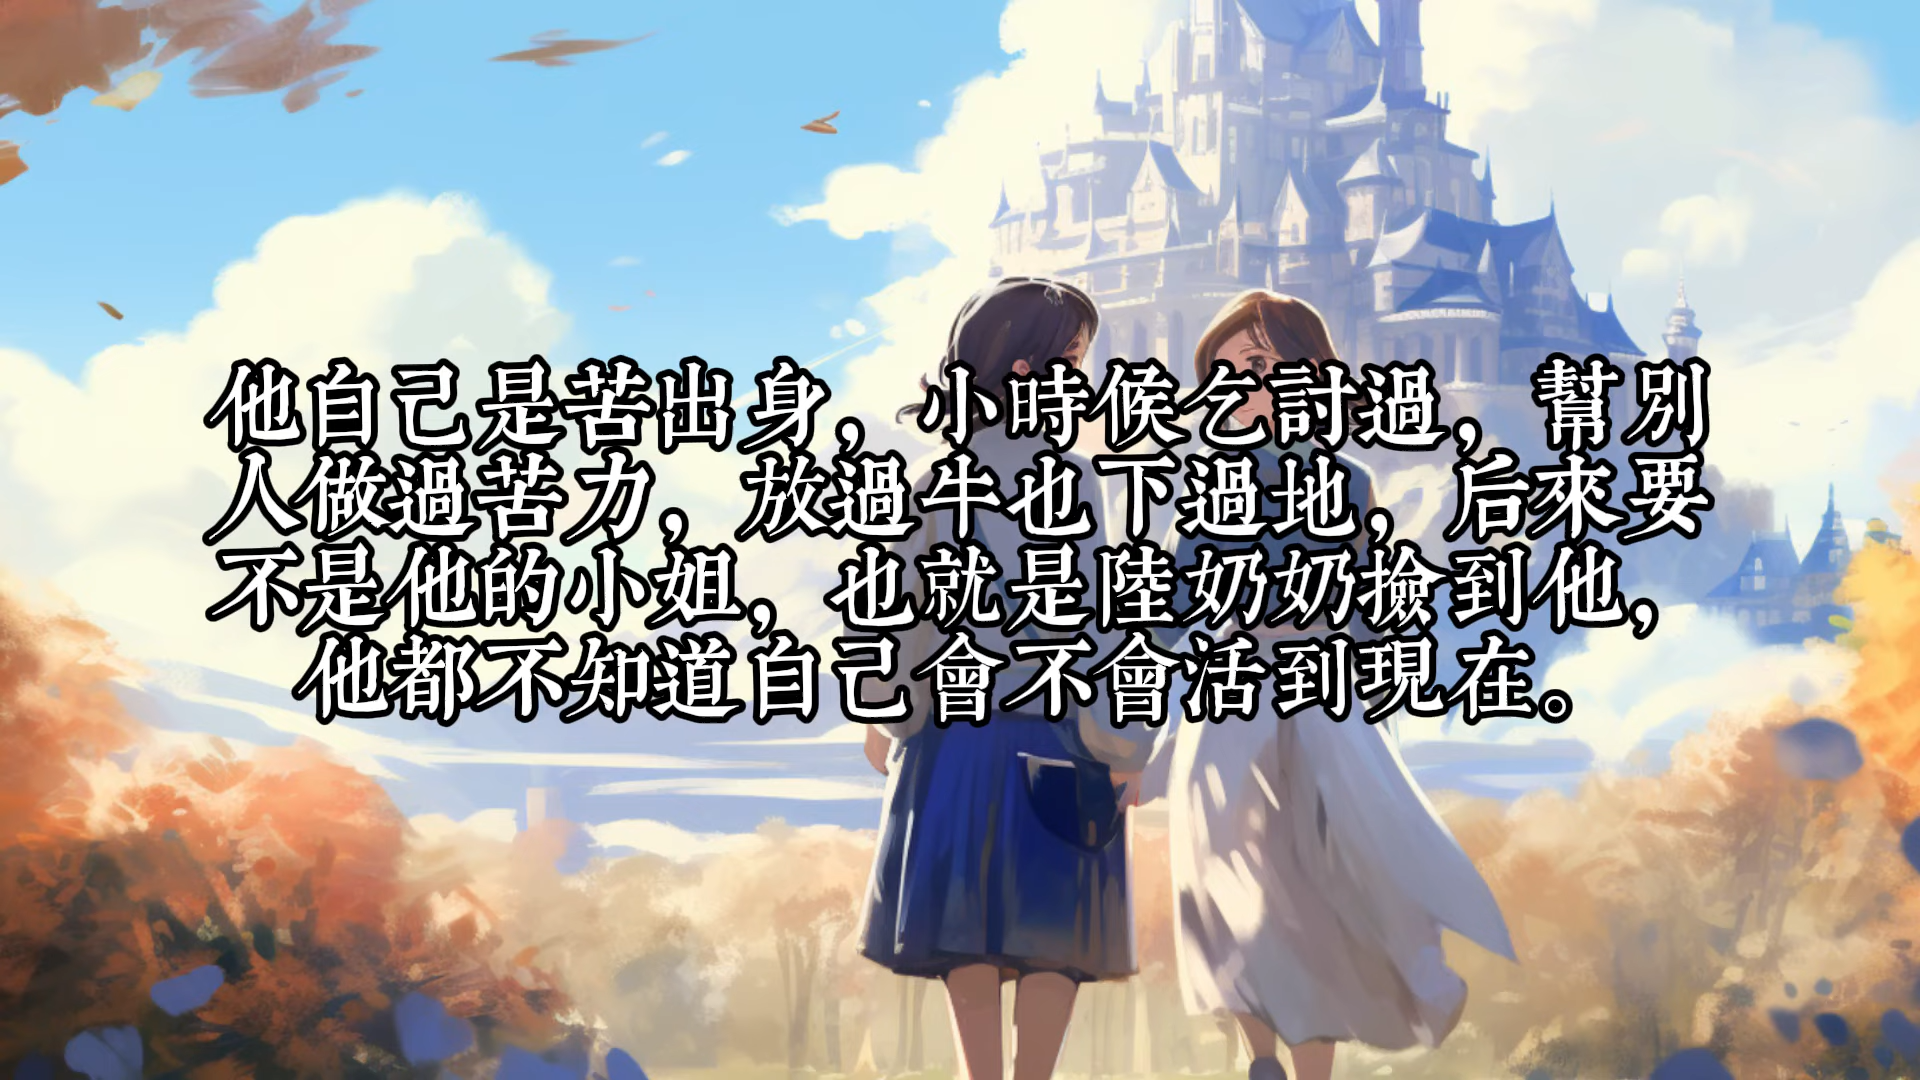 他自己是苦出身，小時候乞討過，幫別
人做過苦力，放過牛也下過地，后來要
不是他的小姐，也就是陸奶奶撿到他，
他都不知道自己會不會活到現在。